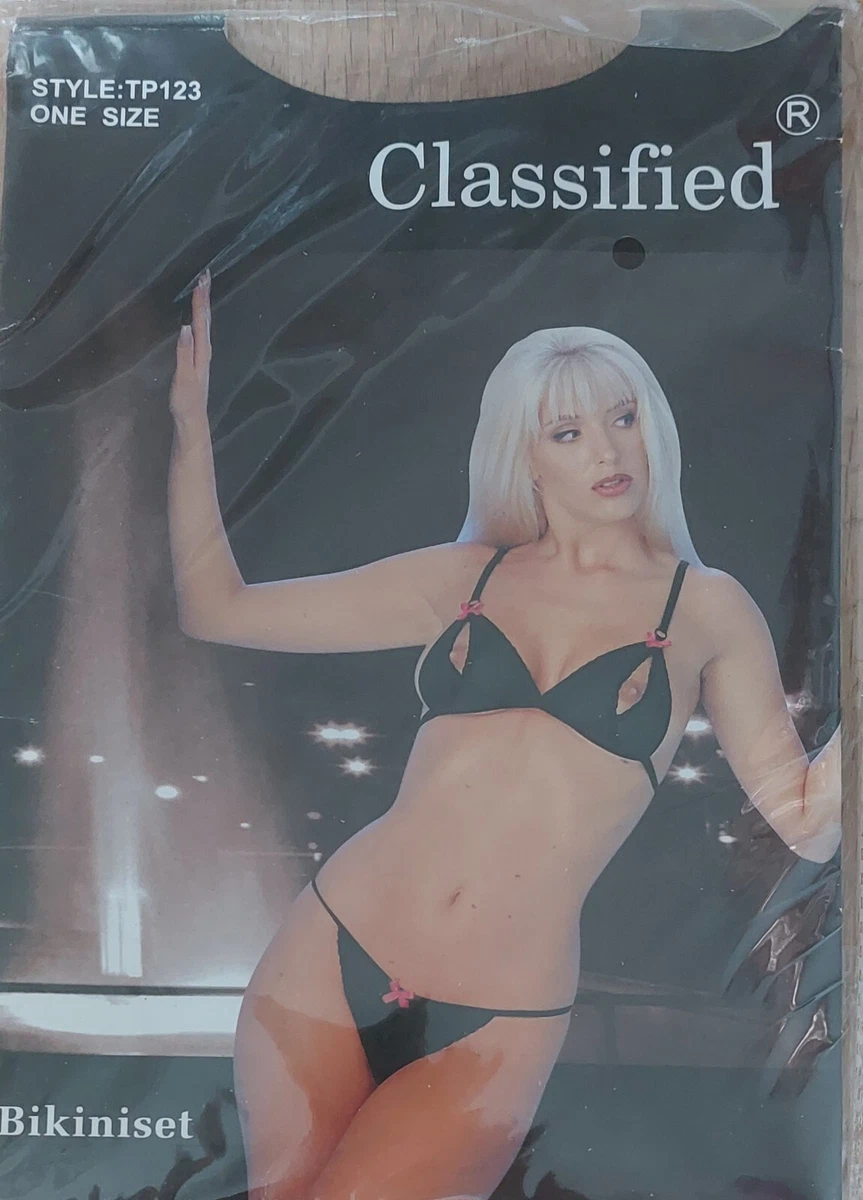 STYLE:TP123
ONE SIZE
®
Classified
Bikiniset